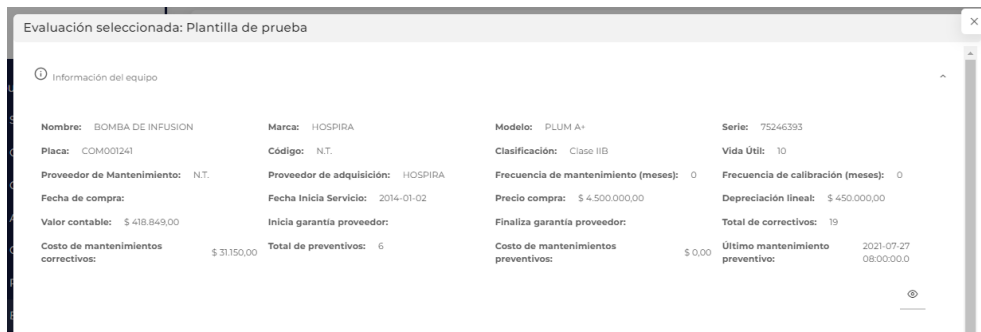 Evaluación seleccionada: Plantilla de prueba
Información del equipo
Nombre: BOMBA DE INFUSION Marca: HOSPIRA Modelo: PLUM A+ Serie: 75246393
Placa: COM001241 Código: N.T. Clasificación: Clase IIB Vida Útil: 10
Proveedor de Mantenimiento: N.T. Proveedor de adquisición: HOSPIRA Frecuencia de mantenimiento (meses): 0 Frecuencia de calibración (meses): 0
Fecha de compra: Fecha Inicia Servicio: 2014-01-02 Precio compra: $ 4.500.000,00 Depreciación lineal: $ 450.000,00
Valor contable: $ 418.849,00 Inicia garantía proveedor: Finaliza garantía proveedor: Total de correctivos: 19
Costo de mantenimientos correctivos: $ 31.150,00 Total de preventivos: 6 Costo de mantenimientos preventivos: $ 0,00 Último mantenimiento preventivo: 2021-07-27 08:00:00.0